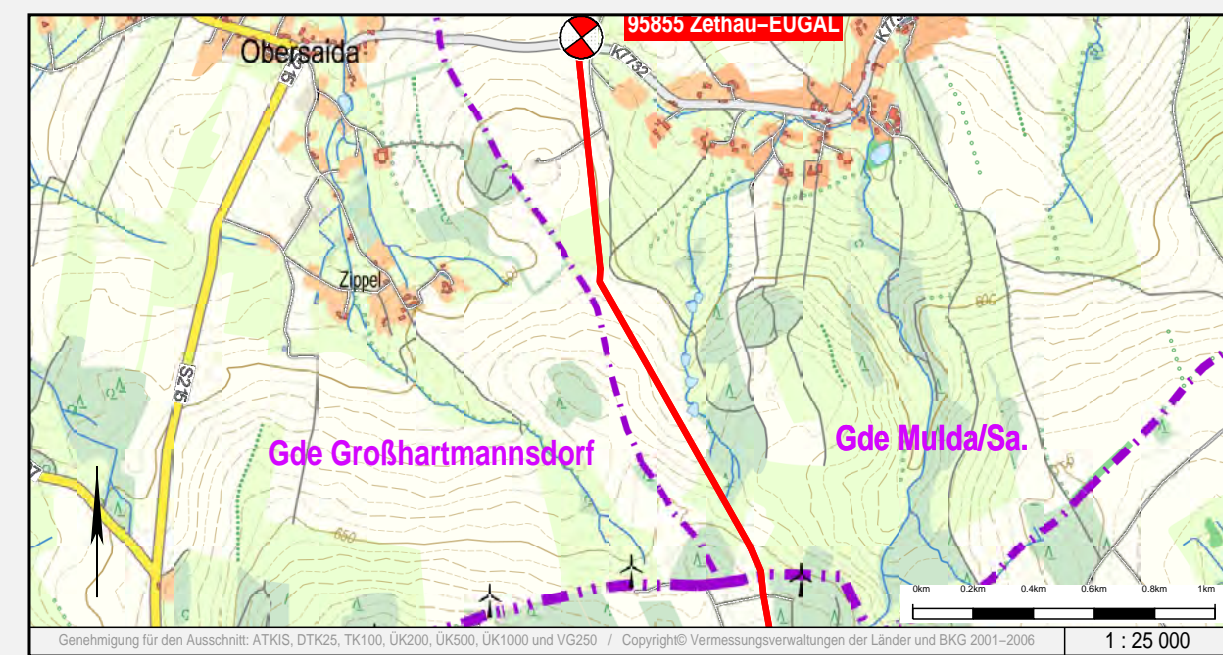 95855 Zethau–EUGAL
Obersaida
S215
K7732
Zippel
605
S215
Gde Großhartmannsdorf
Gde Mulda/Sa.
650
0km 0.2km 0.4km 0.6km 0.8km 1km
Genehmigung für den Ausschnitt: ATKIS, DTK25, TK100, ÜK200, ÜK500, ÜK1000 und VG250 / Copyright© Vermessungsverwaltungen der Länder und BKG 2001–2006
1 : 25 000